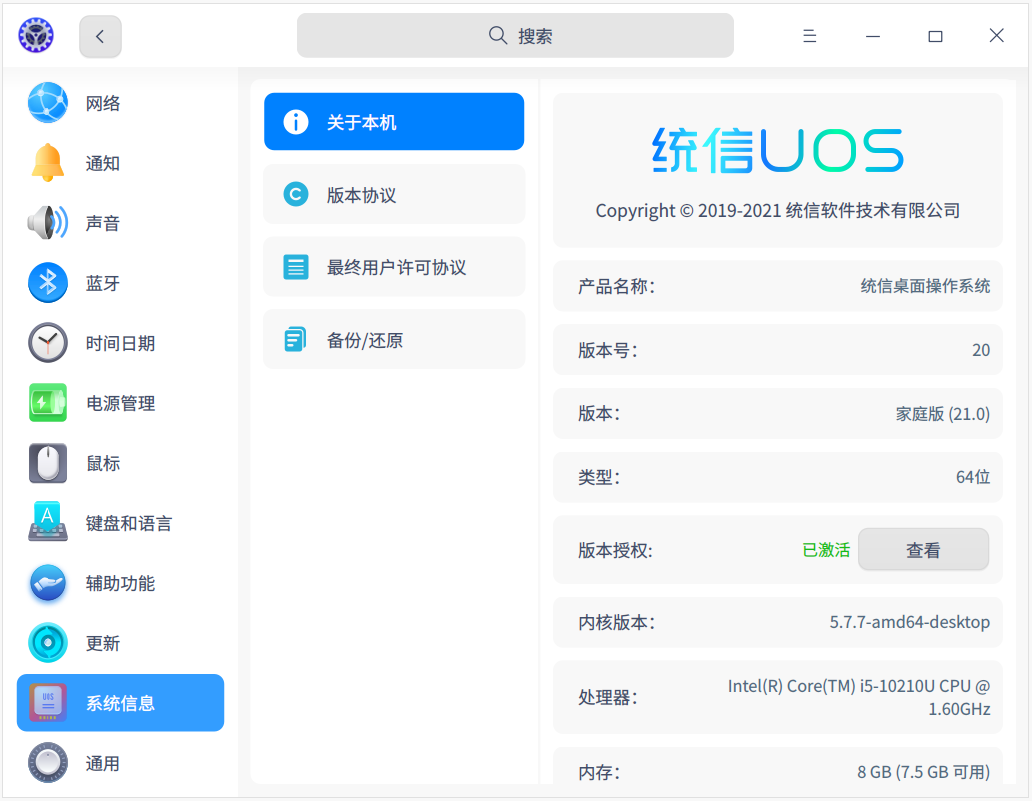 搜索
网络
通知
声音
蓝牙
时间日期
电源管理
鼠标
键盘和语言
辅助功能
更新
系统信息
通用
关于本机
版本协议
最终用户许可协议
备份/还原
统信UOS
Copyright © 2019-2021 统信软件技术有限公司
产品名称： 统信桌面操作系统
版本号： 20
版本： 家庭版 (21.0)
类型： 64位
版本授权: 已激活 查看
内核版本： 5.7.7-amd64-desktop
处理器： Intel(R) Core(TM) i5-10210U CPU @
1.60GHz
内存： 8 GB (7.5 GB 可用)